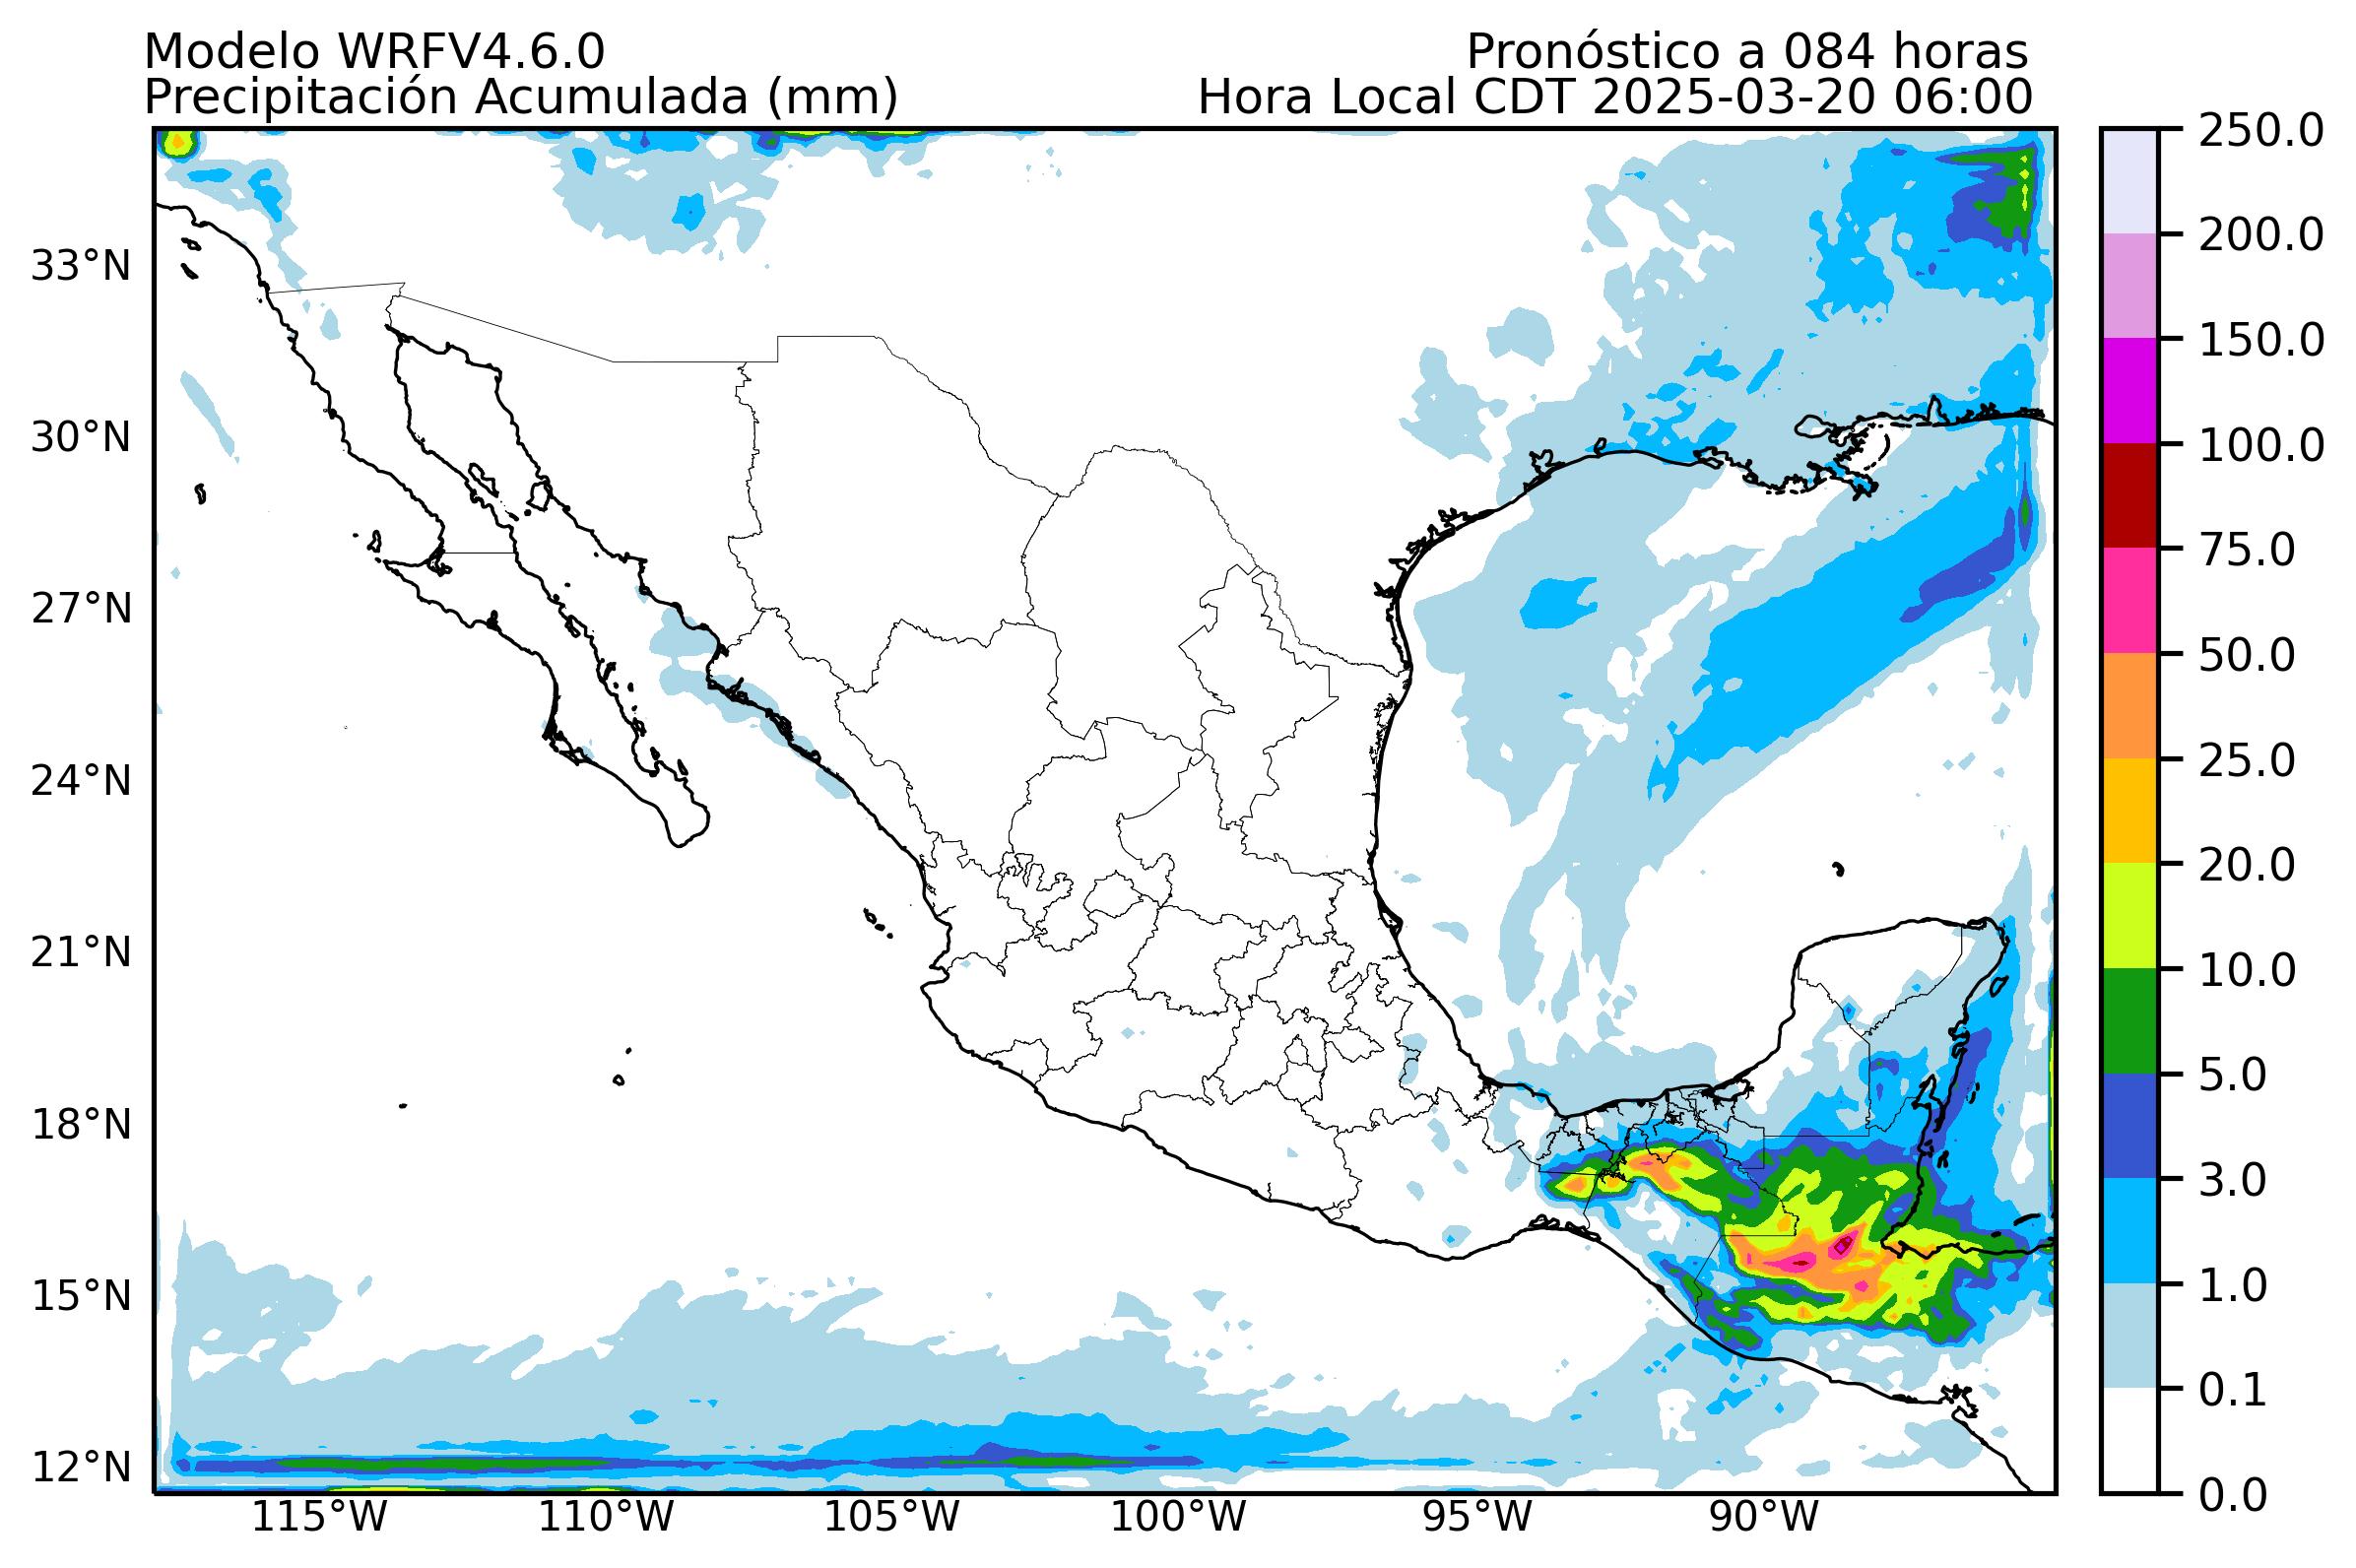 Modelo WRFV4.6.0
Pronóstico a 084 horas
Precipitación Acumulada (mm)
Hora Local CDT 2025-03-20 06:00
33°N
30°N
27°N
24°N
21°N
18°N
15°N
12°N
115°W
110°W
105°W
100°W
95°W
90°W
250.0
200.0
150.0
100.0
75.0
50.0
25.0
20.0
10.0
5.0
3.0
1.0
0.1
0.0